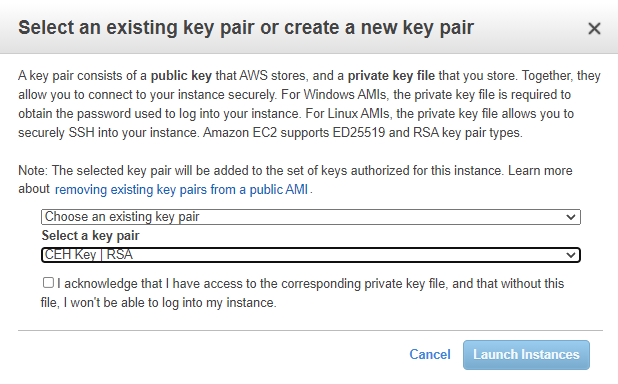 Select an existing key pair or create a new key pair
A key pair consists of a public key that AWS stores, and a private key file that you store. Together, they
allow you to connect to your instance securely. For Windows AMIs, the private key file is required to
obtain the password used to log into your instance. For Linux AMIs, the private key file allows you to
securely SSH into your instance. Amazon EC2 supports ED25519 and RSA key pair types.
Note: The selected key pair will be added to the set of keys authorized for this instance. Learn more
about removing existing key pairs from a public AMI.
Choose an existing key pair
Select a key pair
CEH Key | RSA
I acknowledge that I have access to the corresponding private key file, and that without this
file, I won't be able to log into my instance.
Cancel Launch Instances